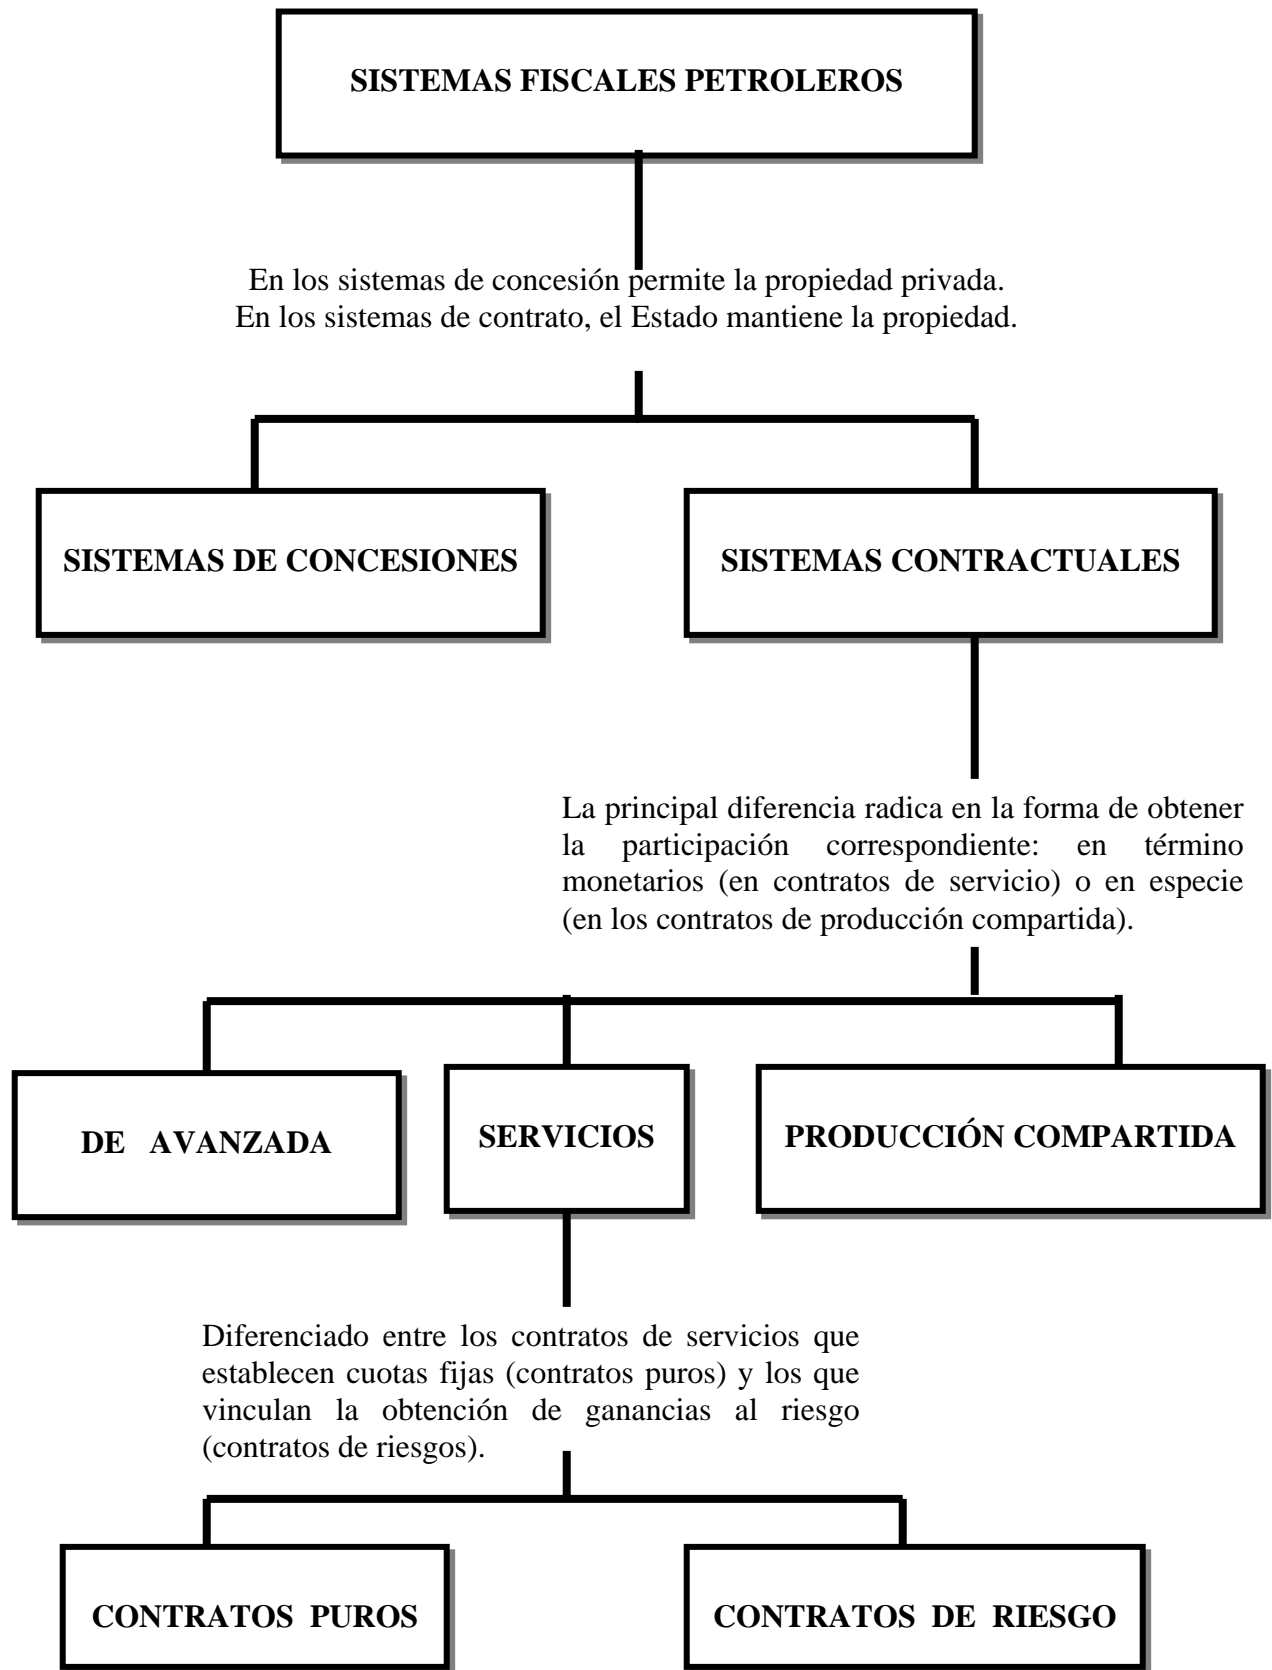 SISTEMAS FISCALES PETROLEROS
En los sistemas de concesión permite la propiedad privada.
En los sistemas de contrato, el Estado mantiene la propiedad.
SISTEMAS DE CONCESIONES
SISTEMAS CONTRACTUALES
La principal diferencia radica en la forma de obtener
la participación correspondiente: en término
monetarios (en contratos de servicio) o en especie
(en los contratos de producción compartida).
DE AVANZADA
SERVICIOS
PRODUCCIÓN COMPARTIDA
Diferenciado entre los contratos de servicios que
establecen cuotas fijas (contratos puros) y los que
vinculan la obtención de ganancias al riesgo
(contratos de riesgos).
CONTRATOS PUROS
CONTRATOS DE RIESGO